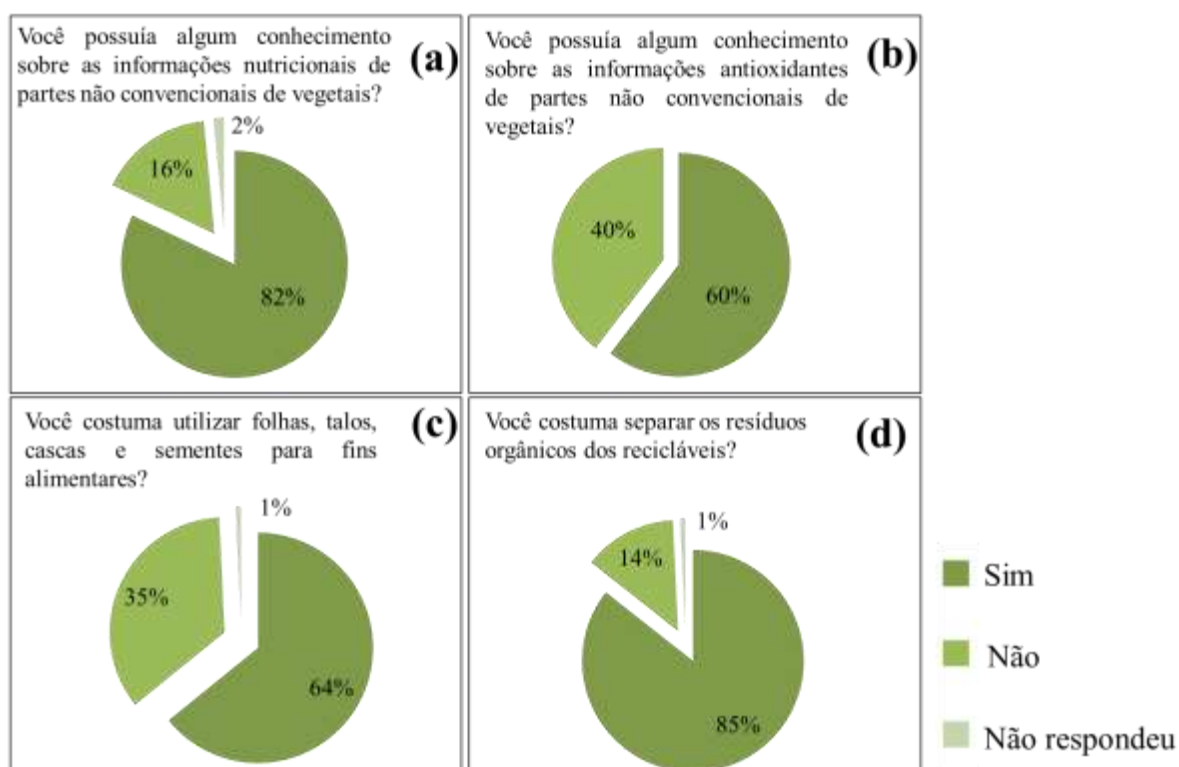 Você possuía algum conhecimento
sobre as informações nutricionais de
partes não convencionais de vegetais?
(a)
2%
16%
82%
Você possuía algum conhecimento
sobre as informações antioxidantes
de partes não convencionais de
vegetais?
(b)
40%
60%
Você costuma utilizar folhas, talos,
cascas e sementes para fins
alimentares?
(c)
1%
35%
64%
Você costuma separar os resíduos
orgânicos dos recicláveis?
(d)
1%
14%
85%
Sim
Não
Não respondeu